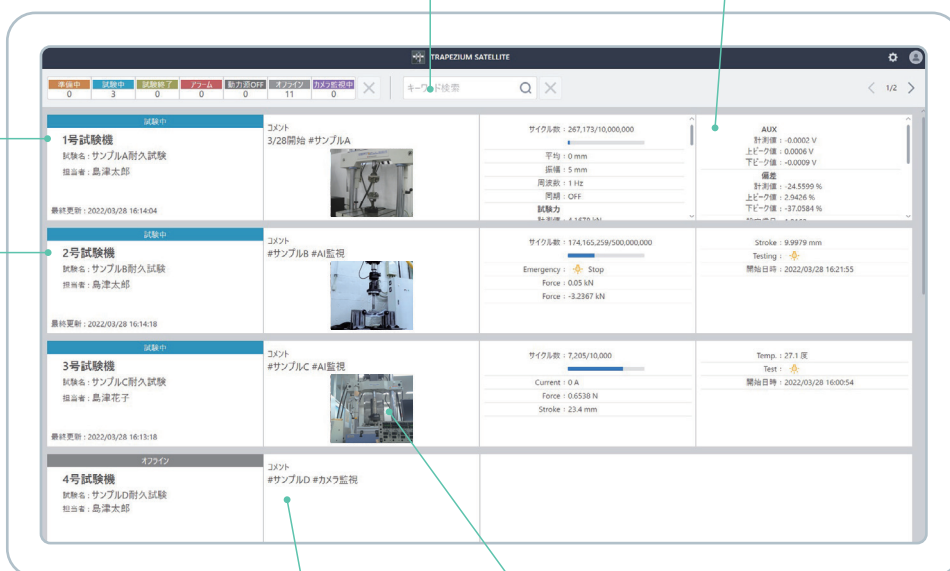 TRAPEZIUM SATELLITE
準備中 試験中 試験終了 アラーム 動力源OFF オフライン カメラ監視中
0 3 0 0 0 11 0
キーワード検索
1/2
試験中
1号試験機
試験名:サンプルA耐久試験
担当者:島津太郎
最終更新:2022/03/28 16:14:04
コメント
3/28開始 #サンプルA
サイクル数:267,173/10,000,000
平均:0 mm
振幅:5 mm
周波数:1 Hz
同期:OFF
試験力
計測値:4.1678 kN
AUX
計測値:-0.0002 V
上ピーク値:0.0006 V
下ピーク値:-0.0009 V
偏差
計測値:-24.5599 %
上ピーク値:2.9426 %
下ピーク値:-37.0584 %
試験中
2号試験機
試験名:サンプルB耐久試験
担当者:島津太郎
最終更新:2022/03/28 16:14:18
コメント
#サンプルB #AI監視
サイクル数:174,165,259/500,000,000
Emergency: Stop
Force:0.05 kN
Force:-3.2367 kN
Stroke:9.9979 mm
Testing:
開始日時:2022/03/28 16:21:55
試験中
3号試験機
試験名:サンプルC耐久試験
担当者:島津花子
最終更新:2022/03/28 16:13:18
コメント
#サンプルC #AI監視
サイクル数:7,205/10,000
Current:0 A
Force:0.6538 N
Stroke:23.4 mm
Temp.:27.1 度
Test:
開始日時:2022/03/28 16:00:54
オフライン
4号試験機
試験名:サンプルD耐久試験
担当者:島津太郎
コメント
#サンプルD #カメラ監視